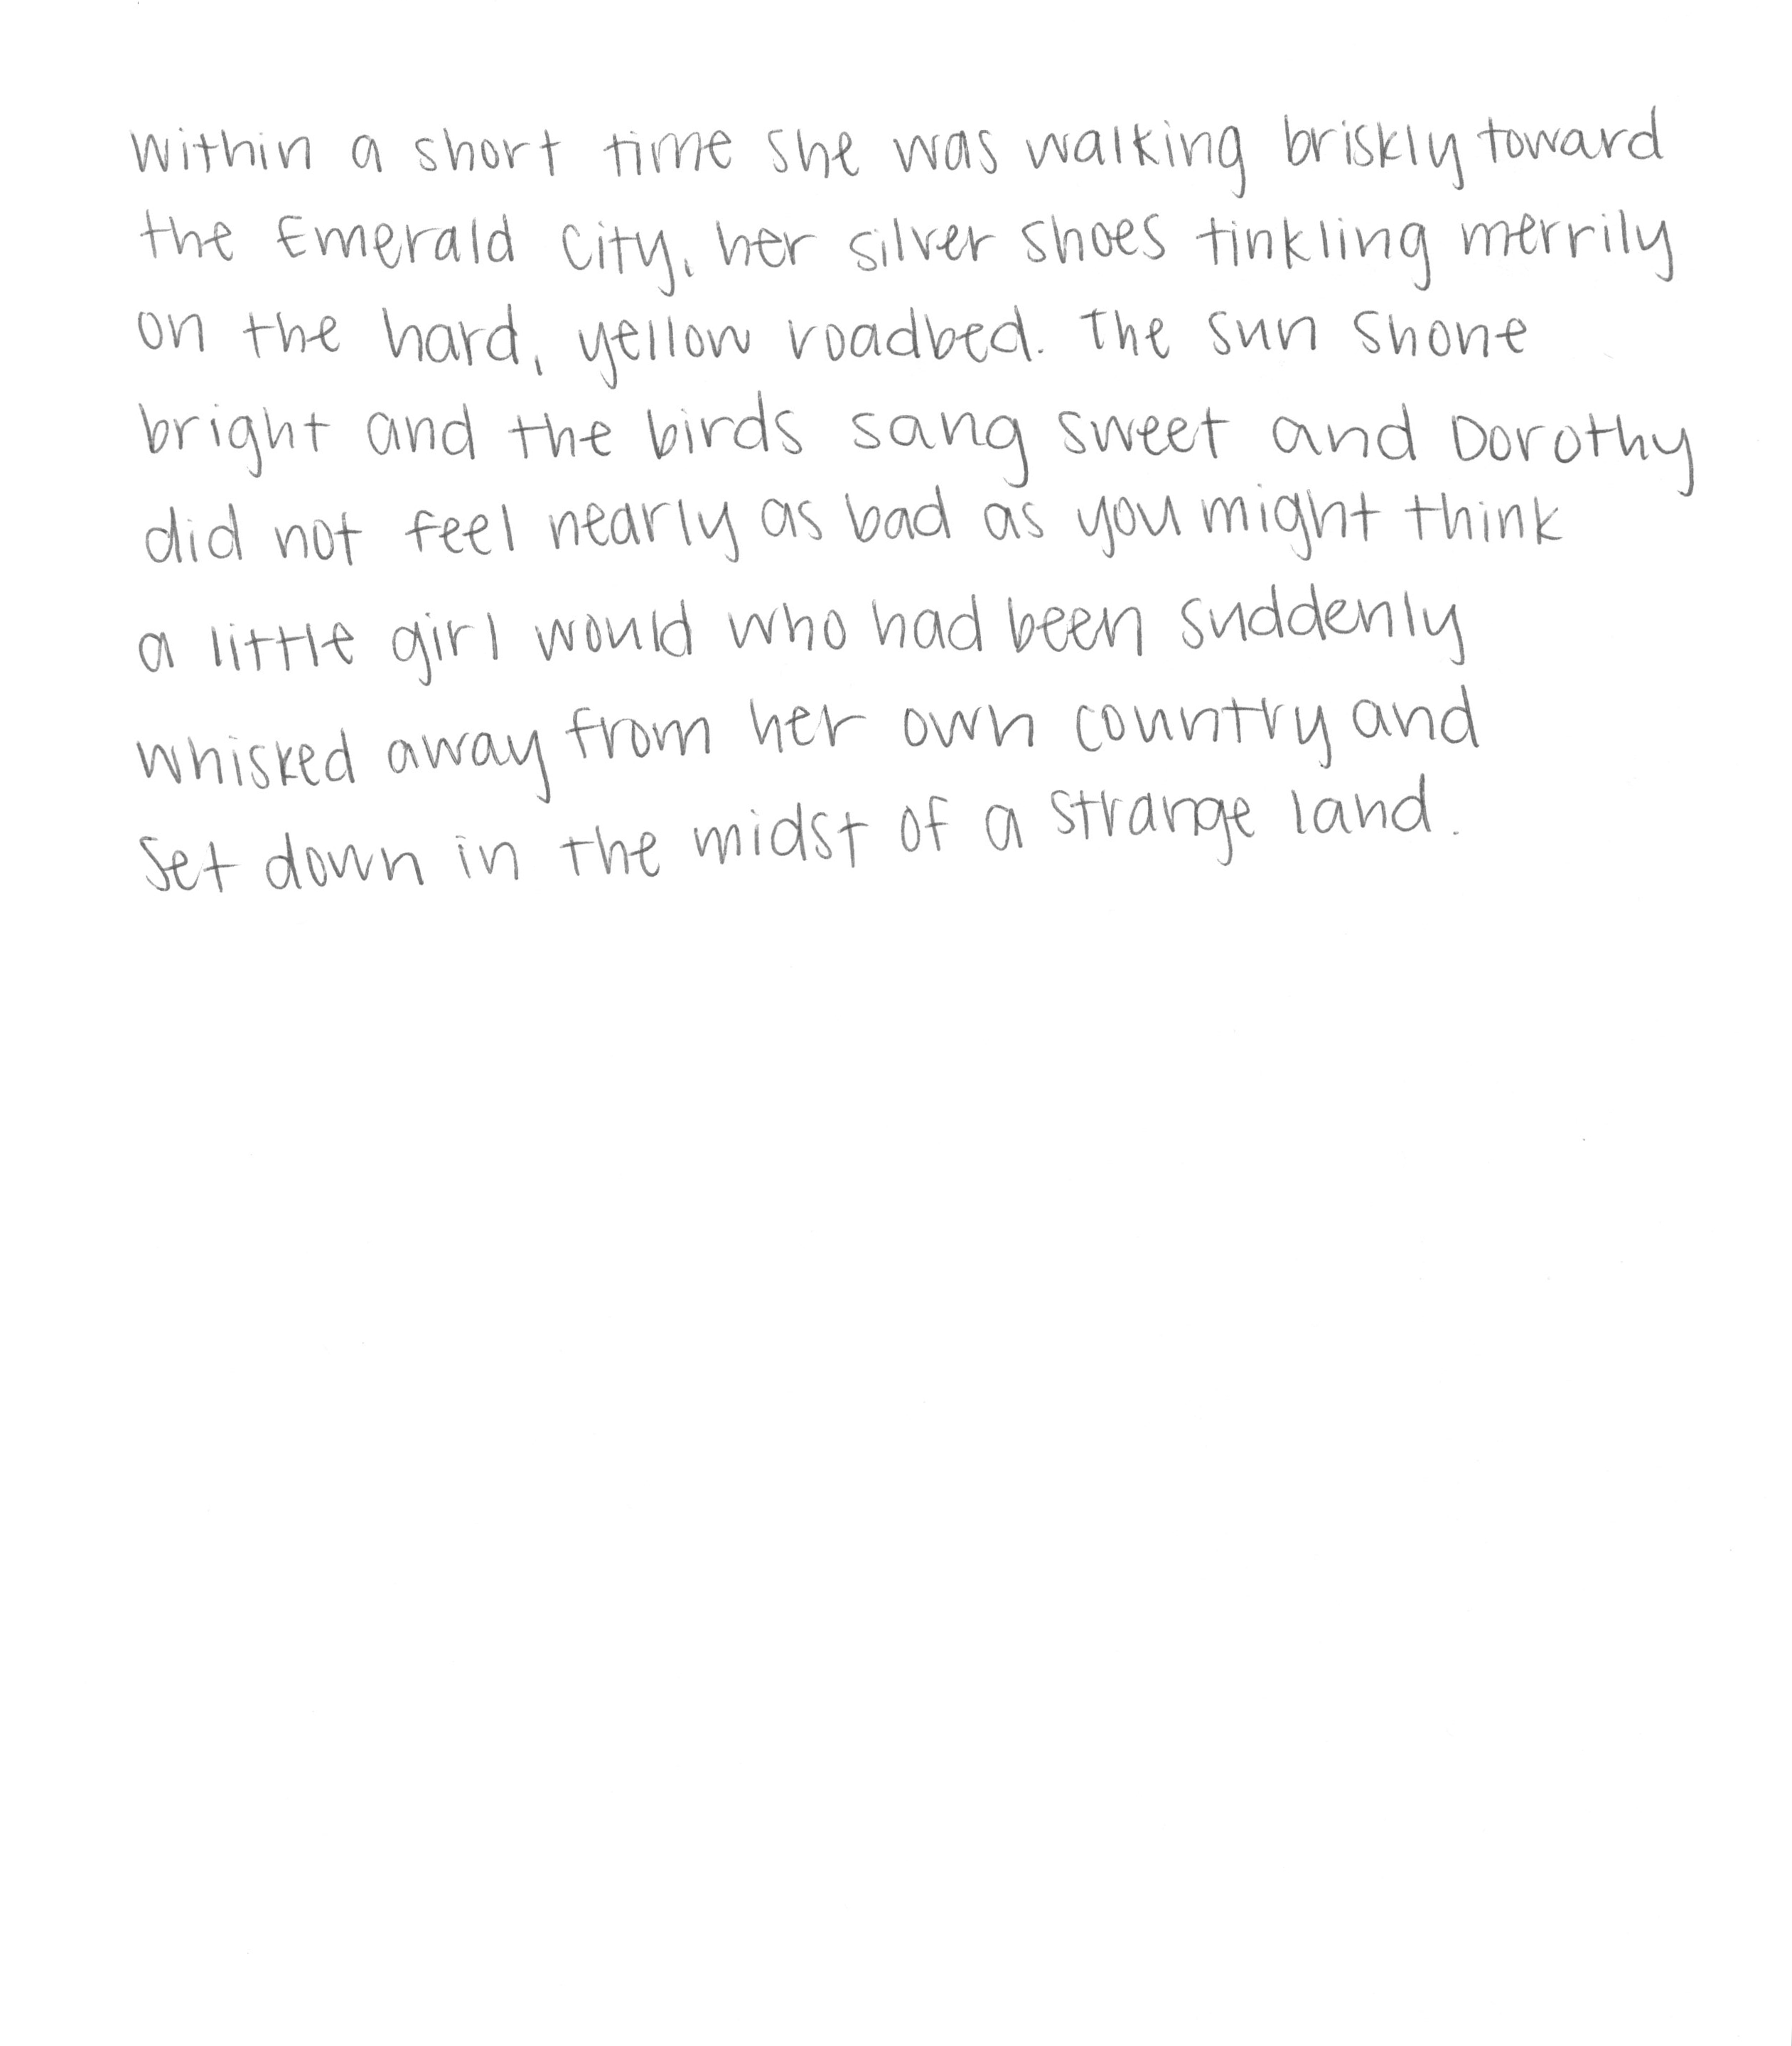 Within a short time she was walking briskly toward
the Emerald City, her silver shoes tinkling merrily
on the hard, yellow roadbed. The sun shone
bright and the birds sang sweet and Dorothy
did not feel nearly as bad as you might think
a little girl would who had been suddenly
whisked away from her own country and
set down in the midst of a strange land.